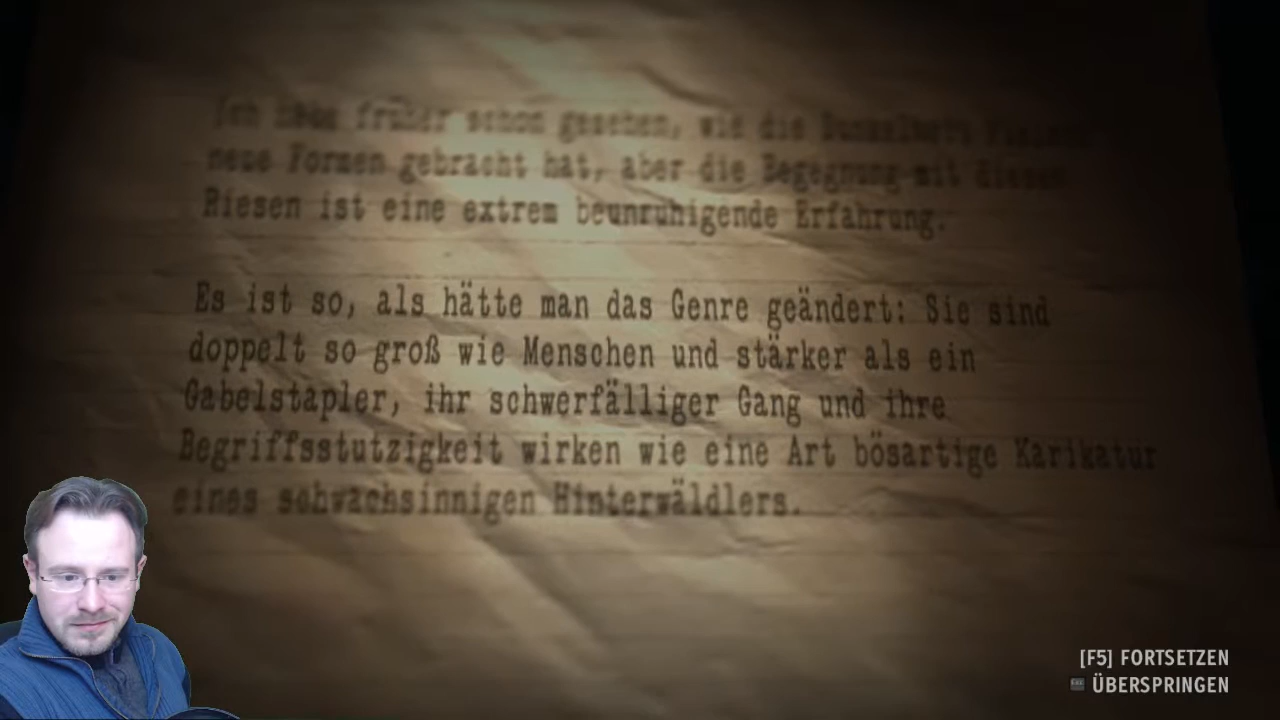 Ich habe früher schon gesehen, wie die
neue Formen gebracht hat, aber die Begegnung mit diesen
Riesen ist eine extrem beunruhigende Erfahrung.
Es ist so, als hätte man das Genre geändert: Sie sind
doppelt so groß wie Menschen und stärker als ein
Gabelstapler, ihr schwerfälliger Gang und ihre
Begriffsstutzigkeit wirken wie eine Art bösartige Karikatur
eines schwachsinnigen Hinterwäldlers.
[F5] FORTSETZEN
ÜBERSPRINGEN